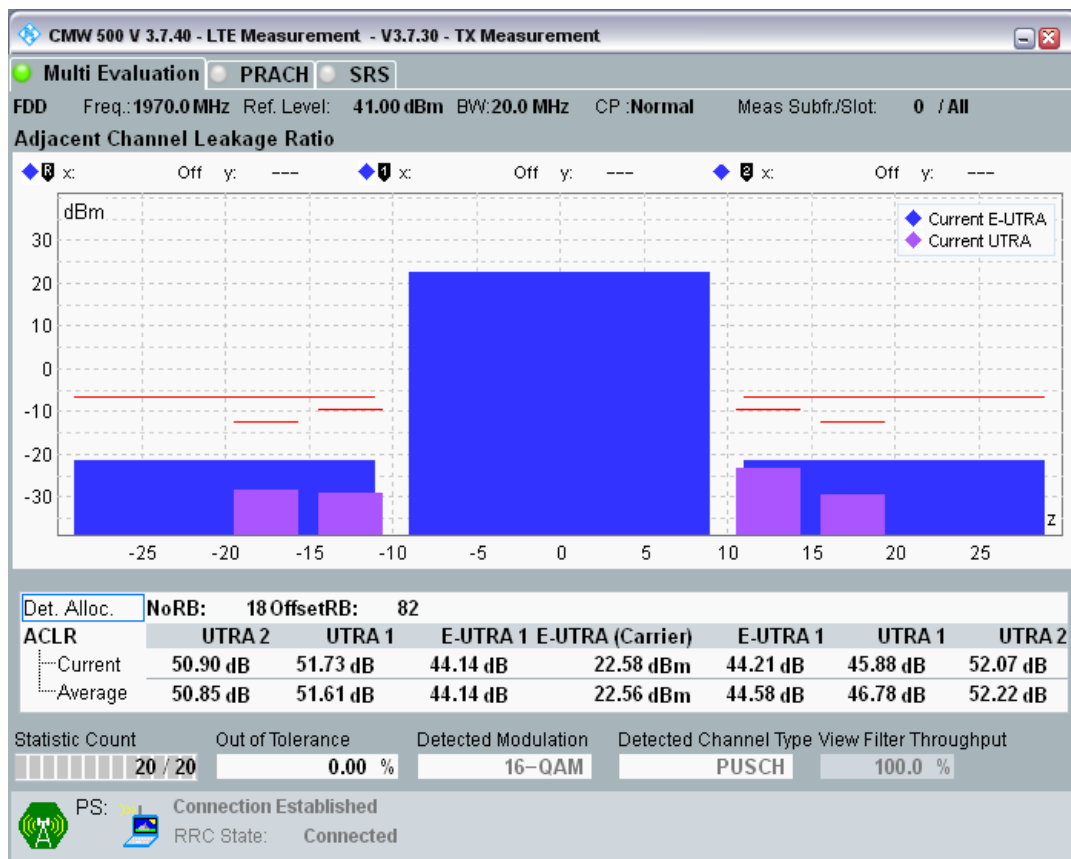 CMW 500 V 3.7.40 - LTE Measurement - V3.7.30 - TX Measurement
Multi Evaluation PRACH SRS
FDD Freq.:1970.0 MHz Ref. Level: 41.00 dBm BW:20.0 MHz CP :Normal Meas Subfr./Slot: 0 / All
Adjacent Channel Leakage Ratio
R x: Off y: --- 1 x: Off y: --- 2 x: Off y: ---
dBm
Current E-UTRA
Current UTRA
30
20
10
0
-10
-20
-30
z
-25 -20 -15 -10 -5 0 5 10 15 20 25
Det. Alloc. NoRB: 18 OffsetRB: 82
ACLR UTRA 2 UTRA 1 E-UTRA 1 E-UTRA (Carrier) E-UTRA 1 UTRA 1 UTRA 2
Current 50.90 dB 51.73 dB 44.14 dB 22.58 dBm 44.21 dB 45.88 dB 52.07 dB
Average 50.85 dB 51.61 dB 44.14 dB 22.56 dBm 44.58 dB 46.78 dB 52.22 dB
Statistic Count Out of Tolerance Detected Modulation Detected Channel Type View Filter Throughput
20 / 20 0.00 % 16-QAM PUSCH 100.0 %
PS: Connection Established
RRC State: Connected